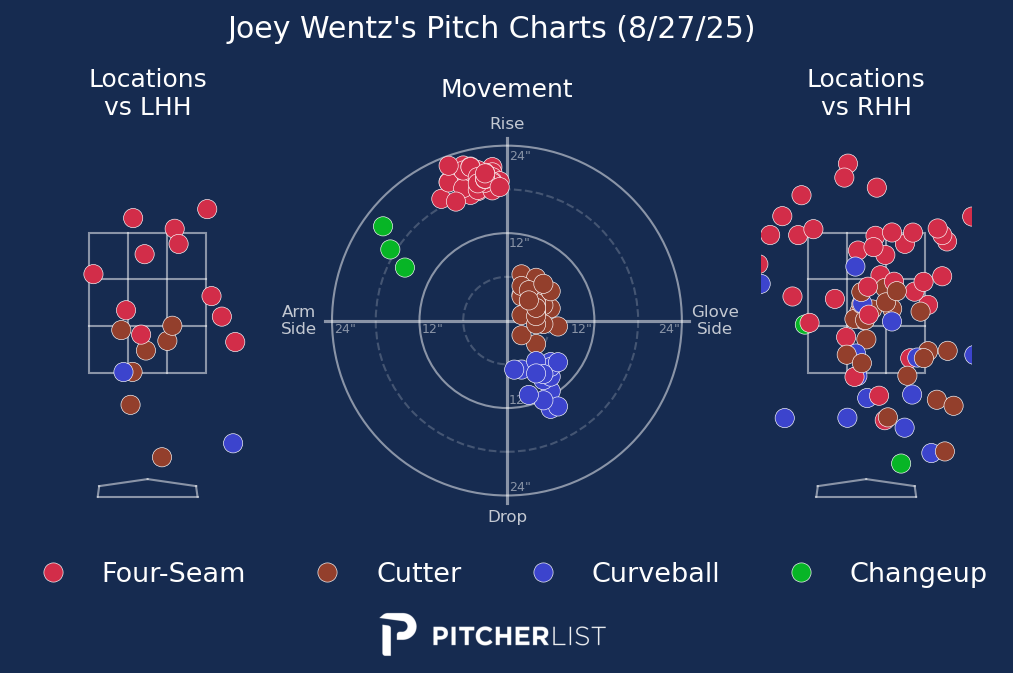 Joey Wentz's Pitch Charts (8/27/25)
Locations
vs LHH
Movement
Locations
vs RHH
Rise
24"
12"
Arm
Side
24"
12"
12"
24"
Glove
Side
24"
Drop
Four-Seam
Cutter
Curveball
Changeup
PITCHERLIST